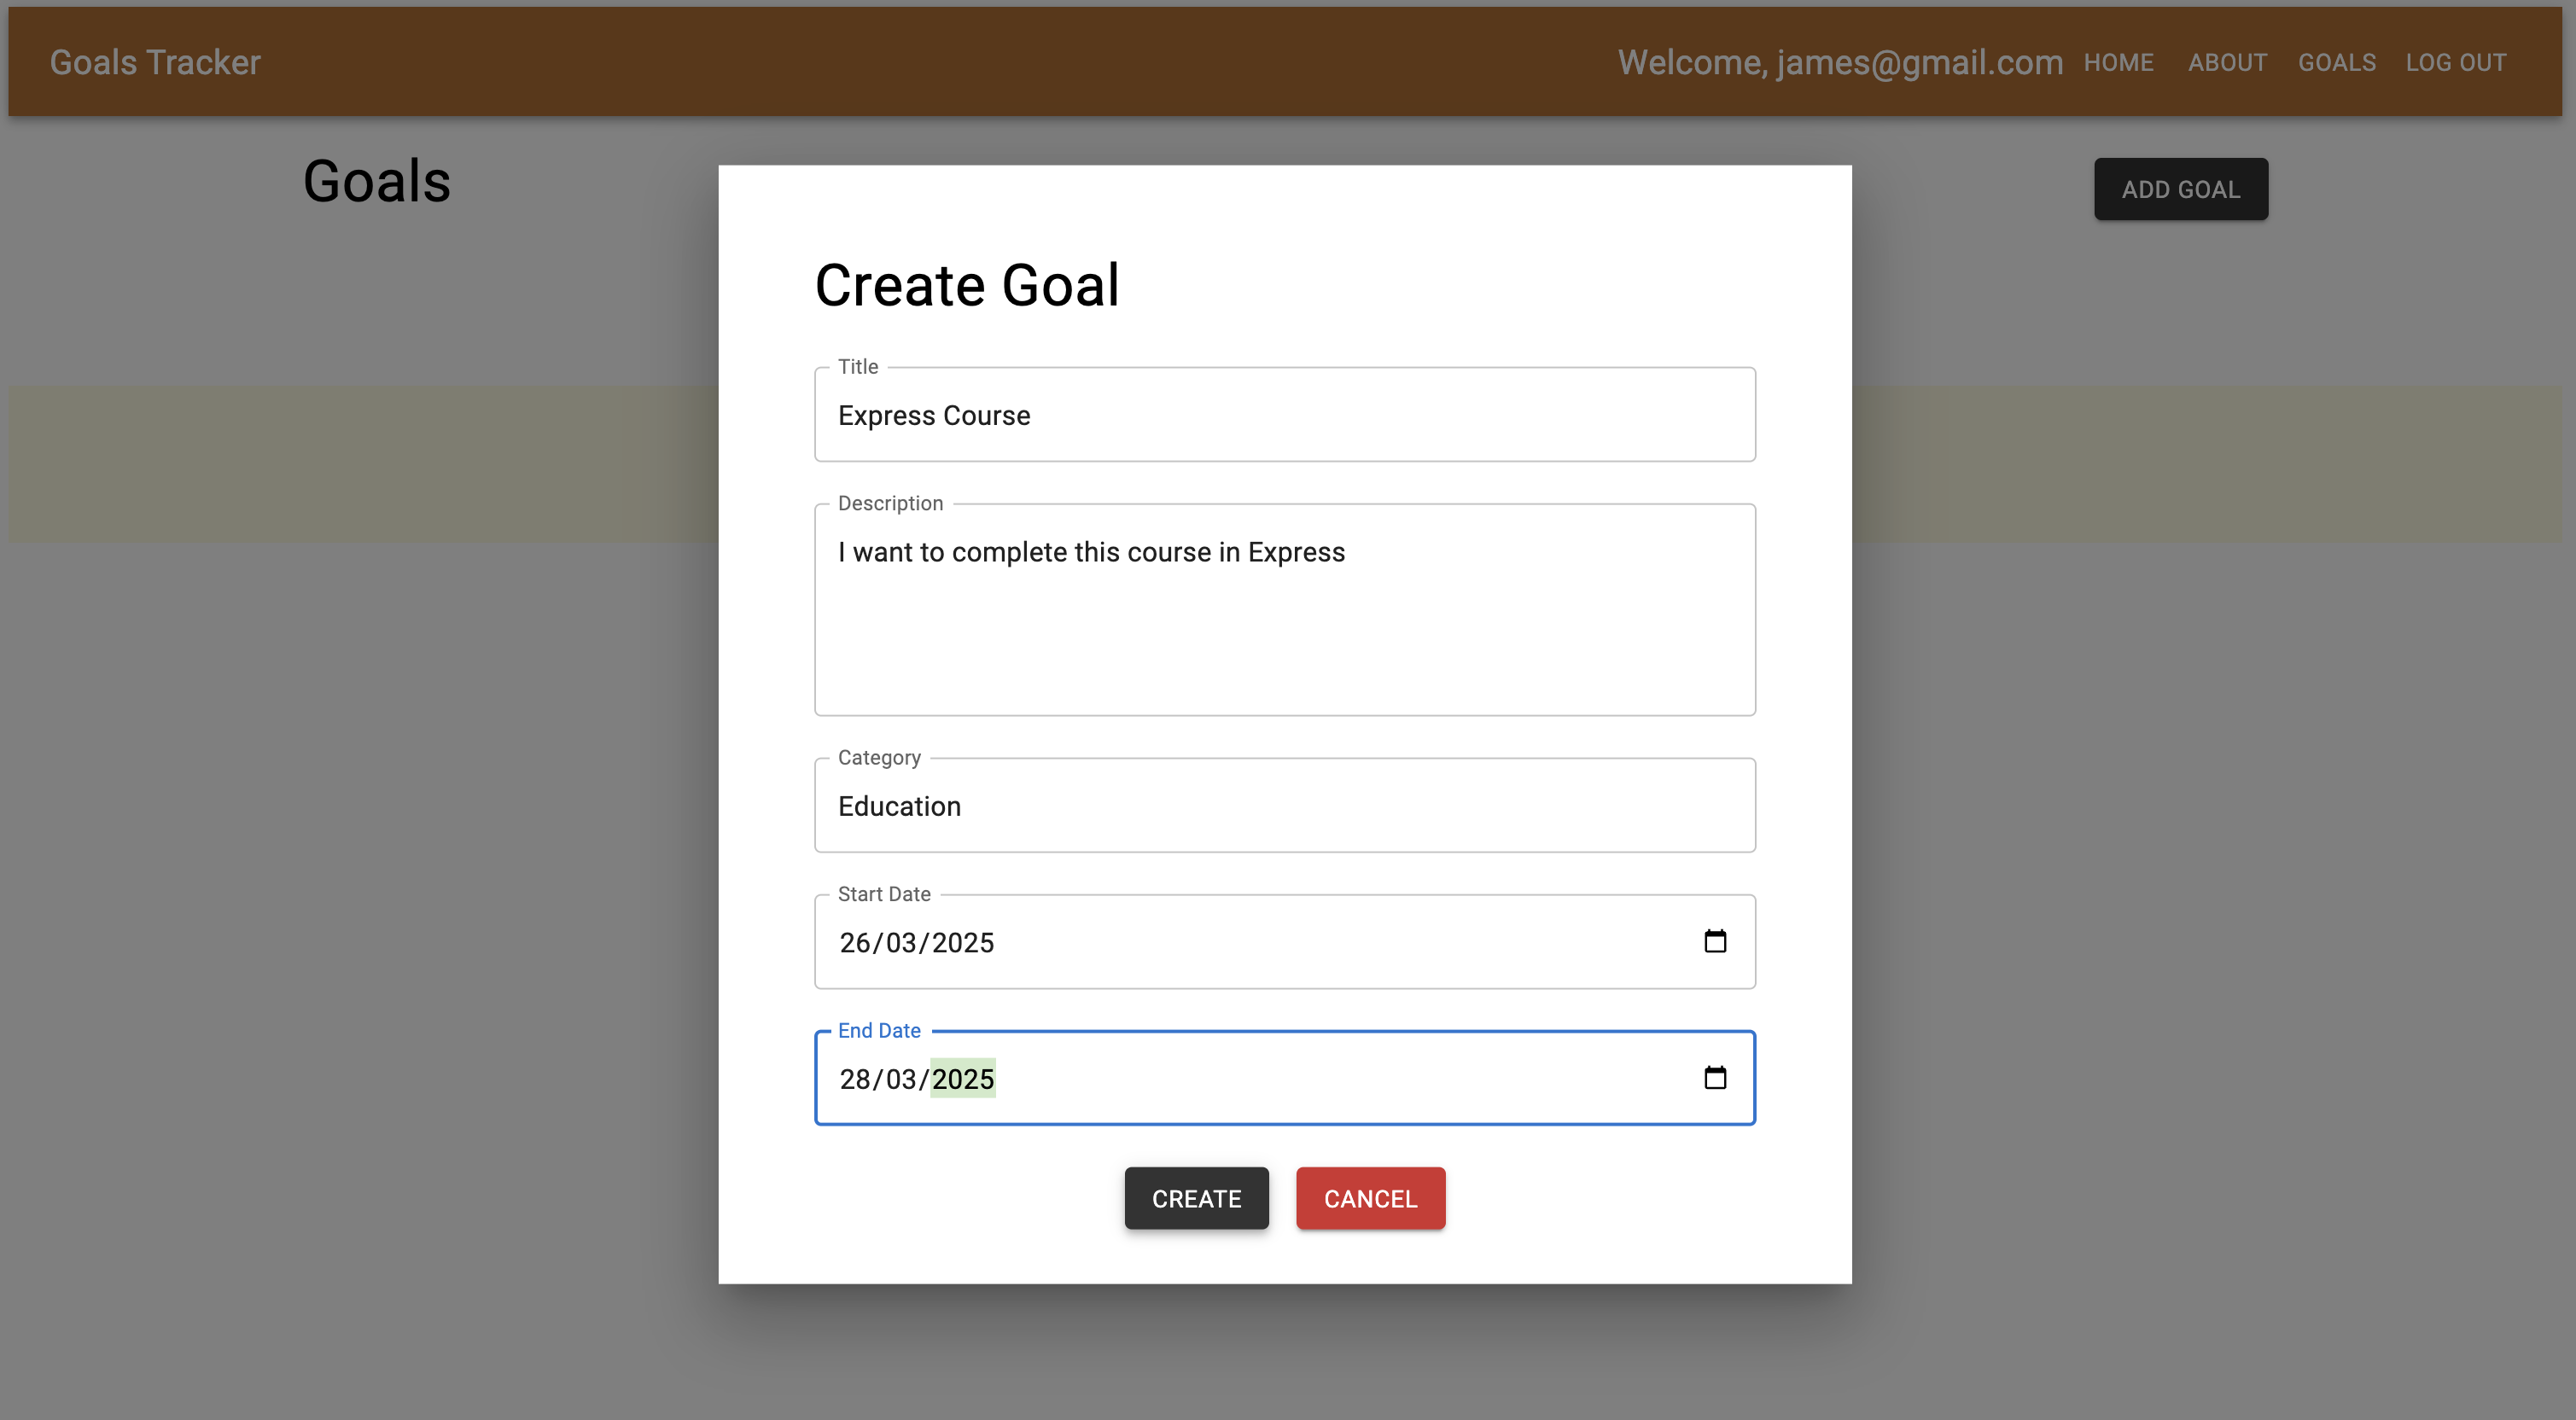 Goals Tracker
Welcome, james@gmail.com HOME ABOUT GOALS LOG OUT
Goals
ADD GOAL
Create Goal
Title
Express Course
Description
I want to complete this course in Express
Category
Education
Start Date
26/03/2025
End Date
28/03/2025
CREATE CANCEL